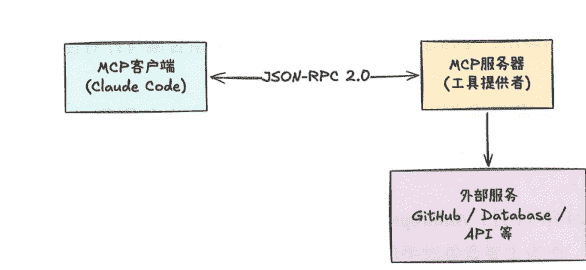 MCP客户端
(Claude Code)
JSON-RPC 2.0
MCP服务器
(工具提供者)
外部服务
GitHub / Database /
API 等